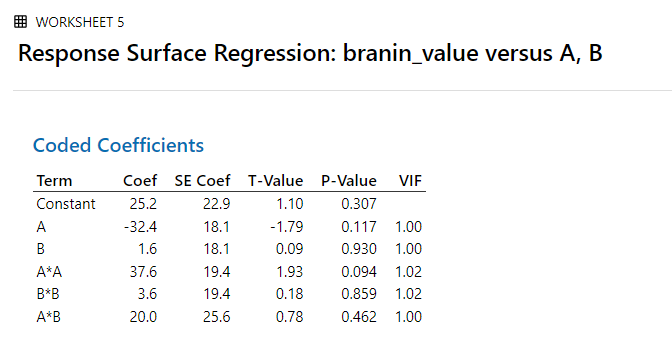 WORKSHEET 5
Response Surface Regression: branin_value versus A, B
Coded Coefficients
Term Coef SE Coef T-Value P-Value VIF
Constant 25.2 22.9 1.10 0.307
A -32.4 18.1 -1.79 0.117 1.00
B 1.6 18.1 0.09 0.930 1.00
A*A 37.6 19.4 1.93 0.094 1.02
B*B 3.6 19.4 0.18 0.859 1.02
A*B 20.0 25.6 0.78 0.462 1.00